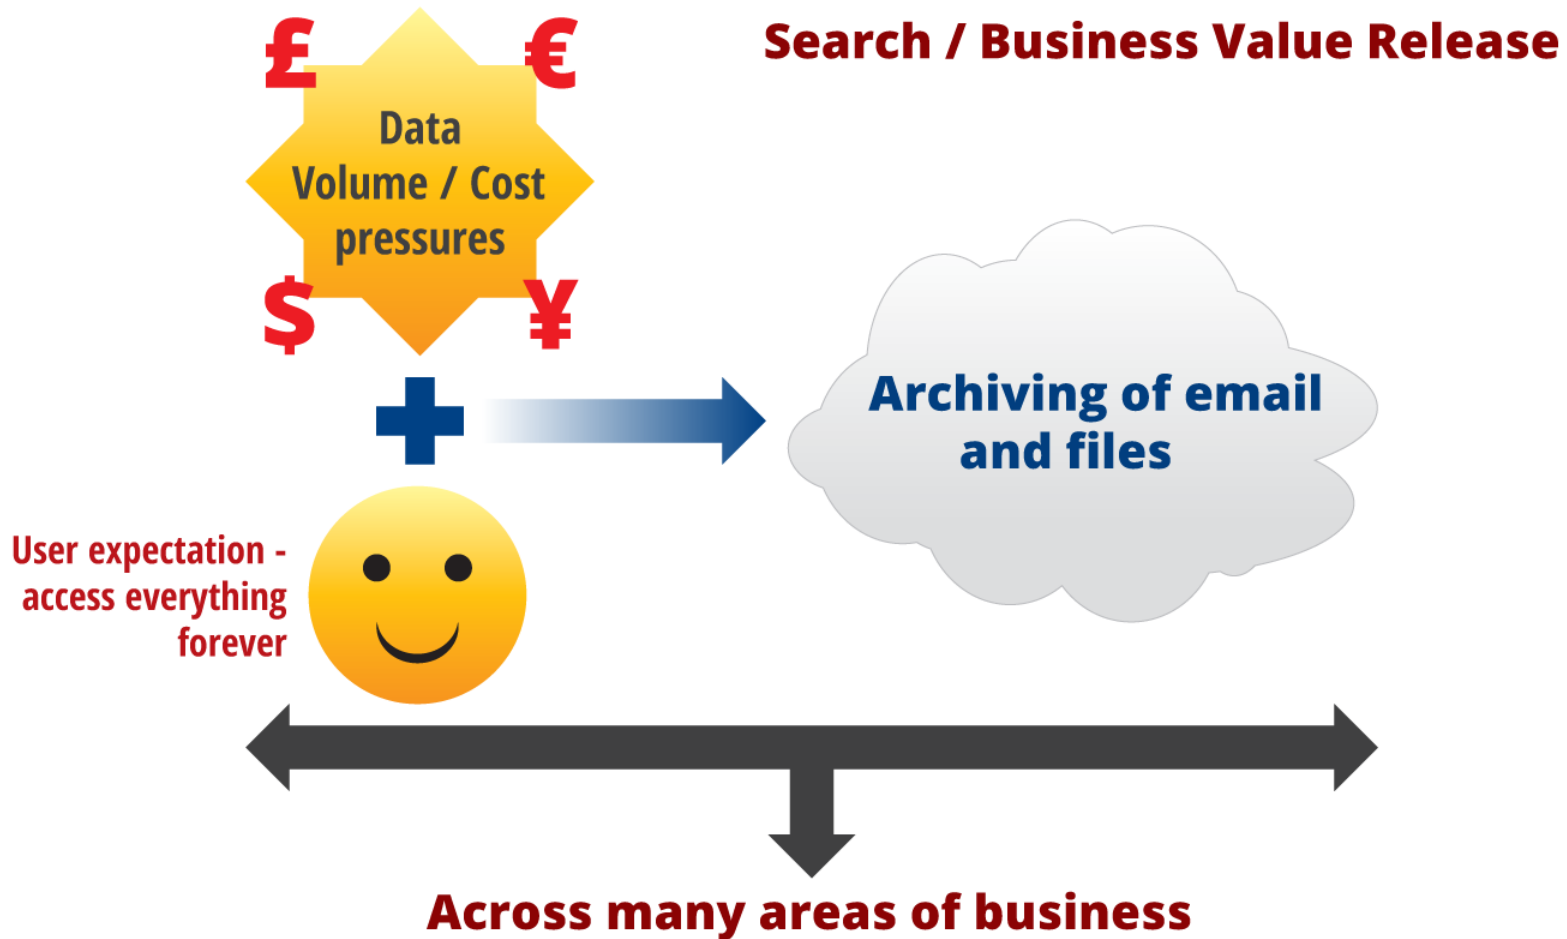 Search / Business Value Release
£
€
Data
Volume / Cost
pressures
$
¥
Archiving of email
and files
User expectation -
access everything
forever
Across many areas of business